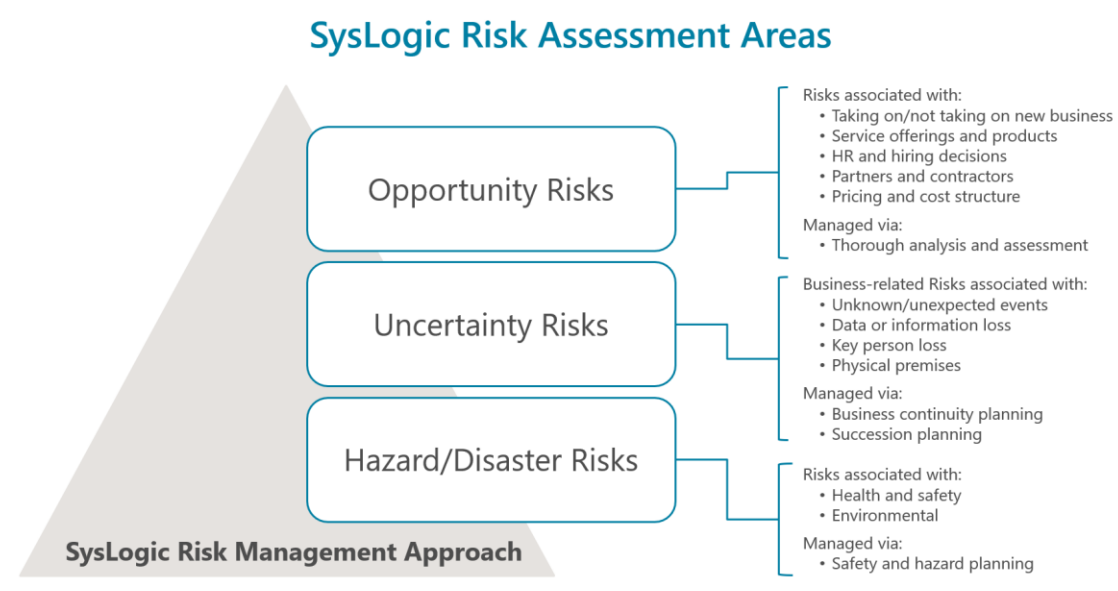 SysLogic Risk Assessment Areas
Opportunity Risks
Risks associated with:
• Taking on/not taking on new business
• Service offerings and products
• HR and hiring decisions
• Partners and contractors
• Pricing and cost structure
Managed via:
• Thorough analysis and assessment
Uncertainty Risks
Business-related Risks associated with:
• Unknown/unexpected events
• Data or information loss
• Key person loss
• Physical premises
Managed via:
• Business continuity planning
• Succession planning
Hazard/Disaster Risks
Risks associated with:
• Health and safety
• Environmental
Managed via:
• Safety and hazard planning
SysLogic Risk Management Approach